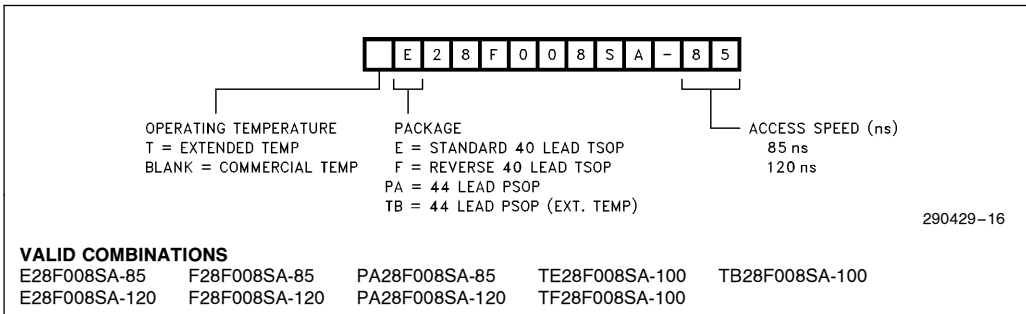 E 2 8 F 0 0 8 S A - 8 5
OPERATING TEMPERATURE
T = EXTENDED TEMP
BLANK = COMMERCIAL TEMP
PACKAGE
E = STANDARD 40 LEAD TSOP
F = REVERSE 40 LEAD TSOP
PA = 44 LEAD PSOP
TB = 44 LEAD PSOP (EXT. TEMP)
ACCESS SPEED (ns)
85 ns
120 ns
290429–16
VALID COMBINATIONS
E28F008SA-85 F28F008SA-85 PA28F008SA-85 TE28F008SA-100 TB28F008SA-100
E28F008SA-120 F28F008SA-120 PA28F008SA-120 TF28F008SA-100